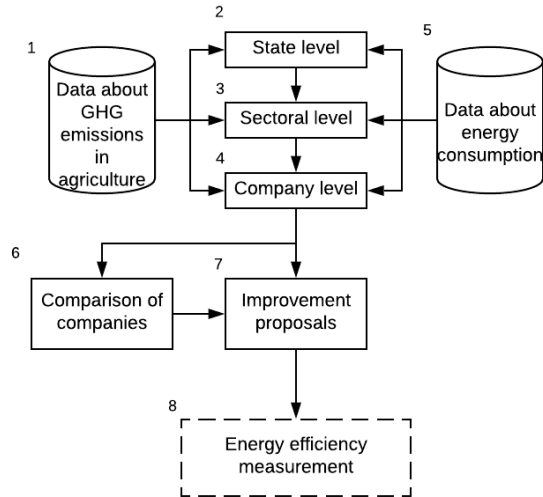 1
Data about
GHG
emissions
in
agriculture
2
State level
3
Sectoral level
4
Company level
5
Data about
energy
consumption
6
Comparison of
companies
7
Improvement
proposals
8
Energy efficiency
measurement